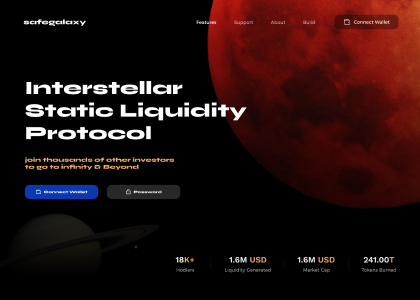 safegalaxy
Features Support About Build Connect Wallet
Interstellar
Static Liquidity
Protocol
join thousands of other investors
to go to infinity & Beyond
Connect Wallet Password
18K+ 1.6M USD 1.6M USD 241.00T
Hodlers Liquidity Generated Market Cap Tokens Burned